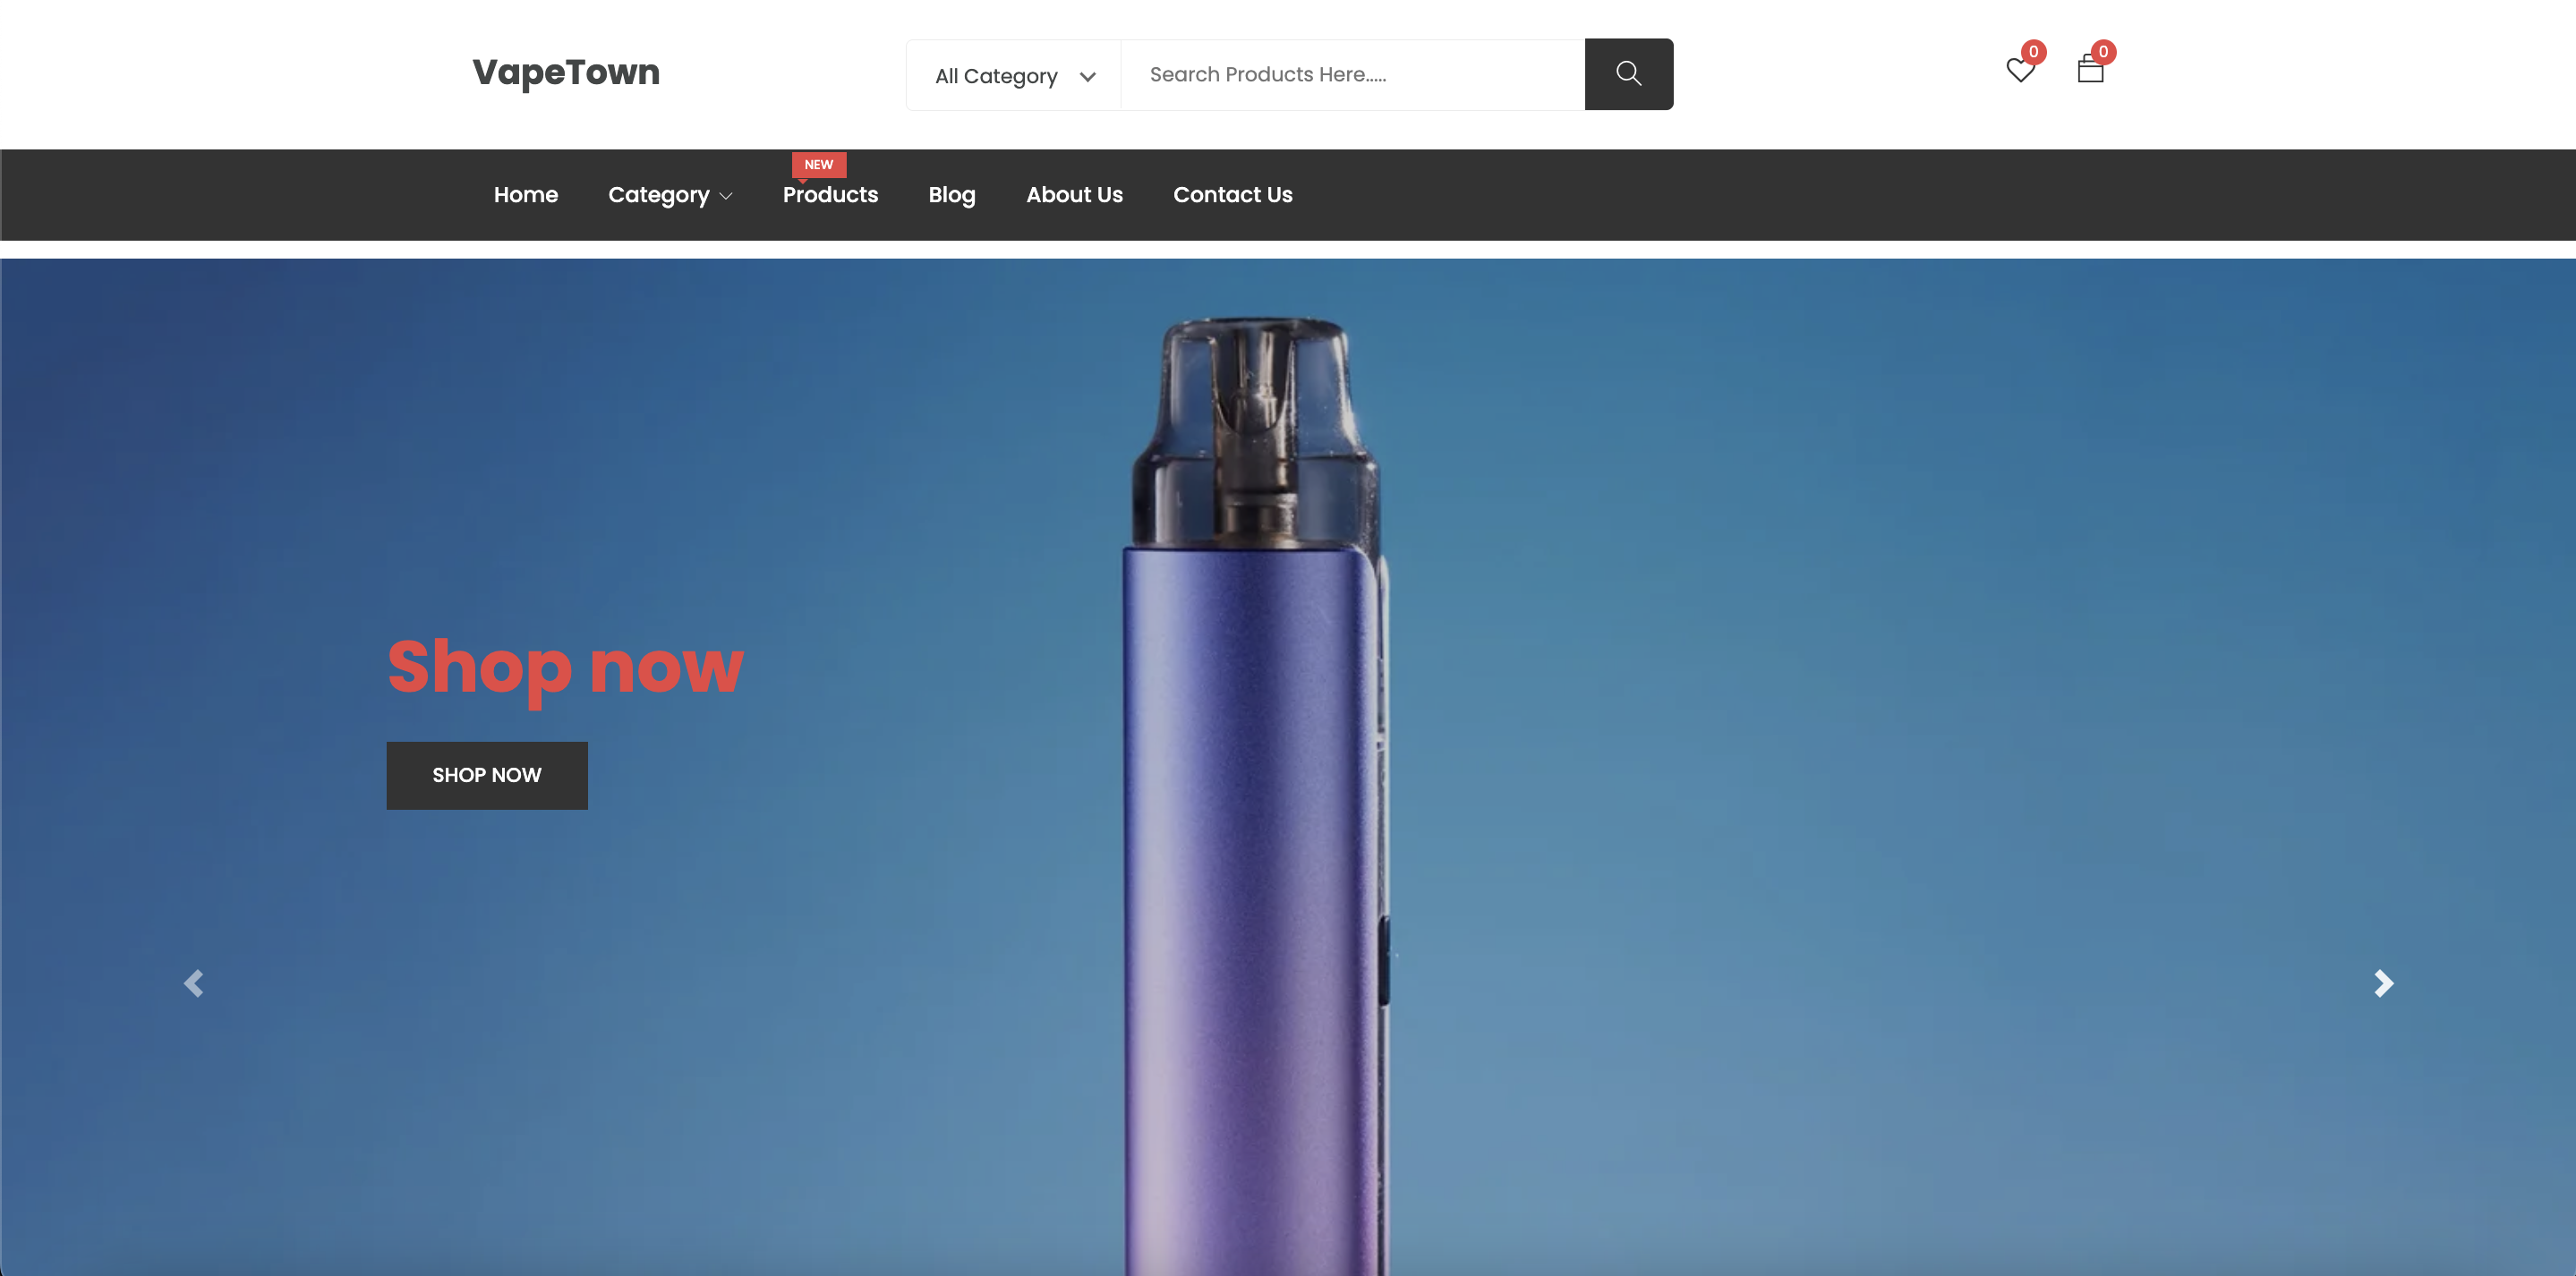 VapeTown
All Category
Search Products Here.....
0
0
NEW
Home
Category
Products
Blog
About Us
Contact Us
Shop now
SHOP NOW